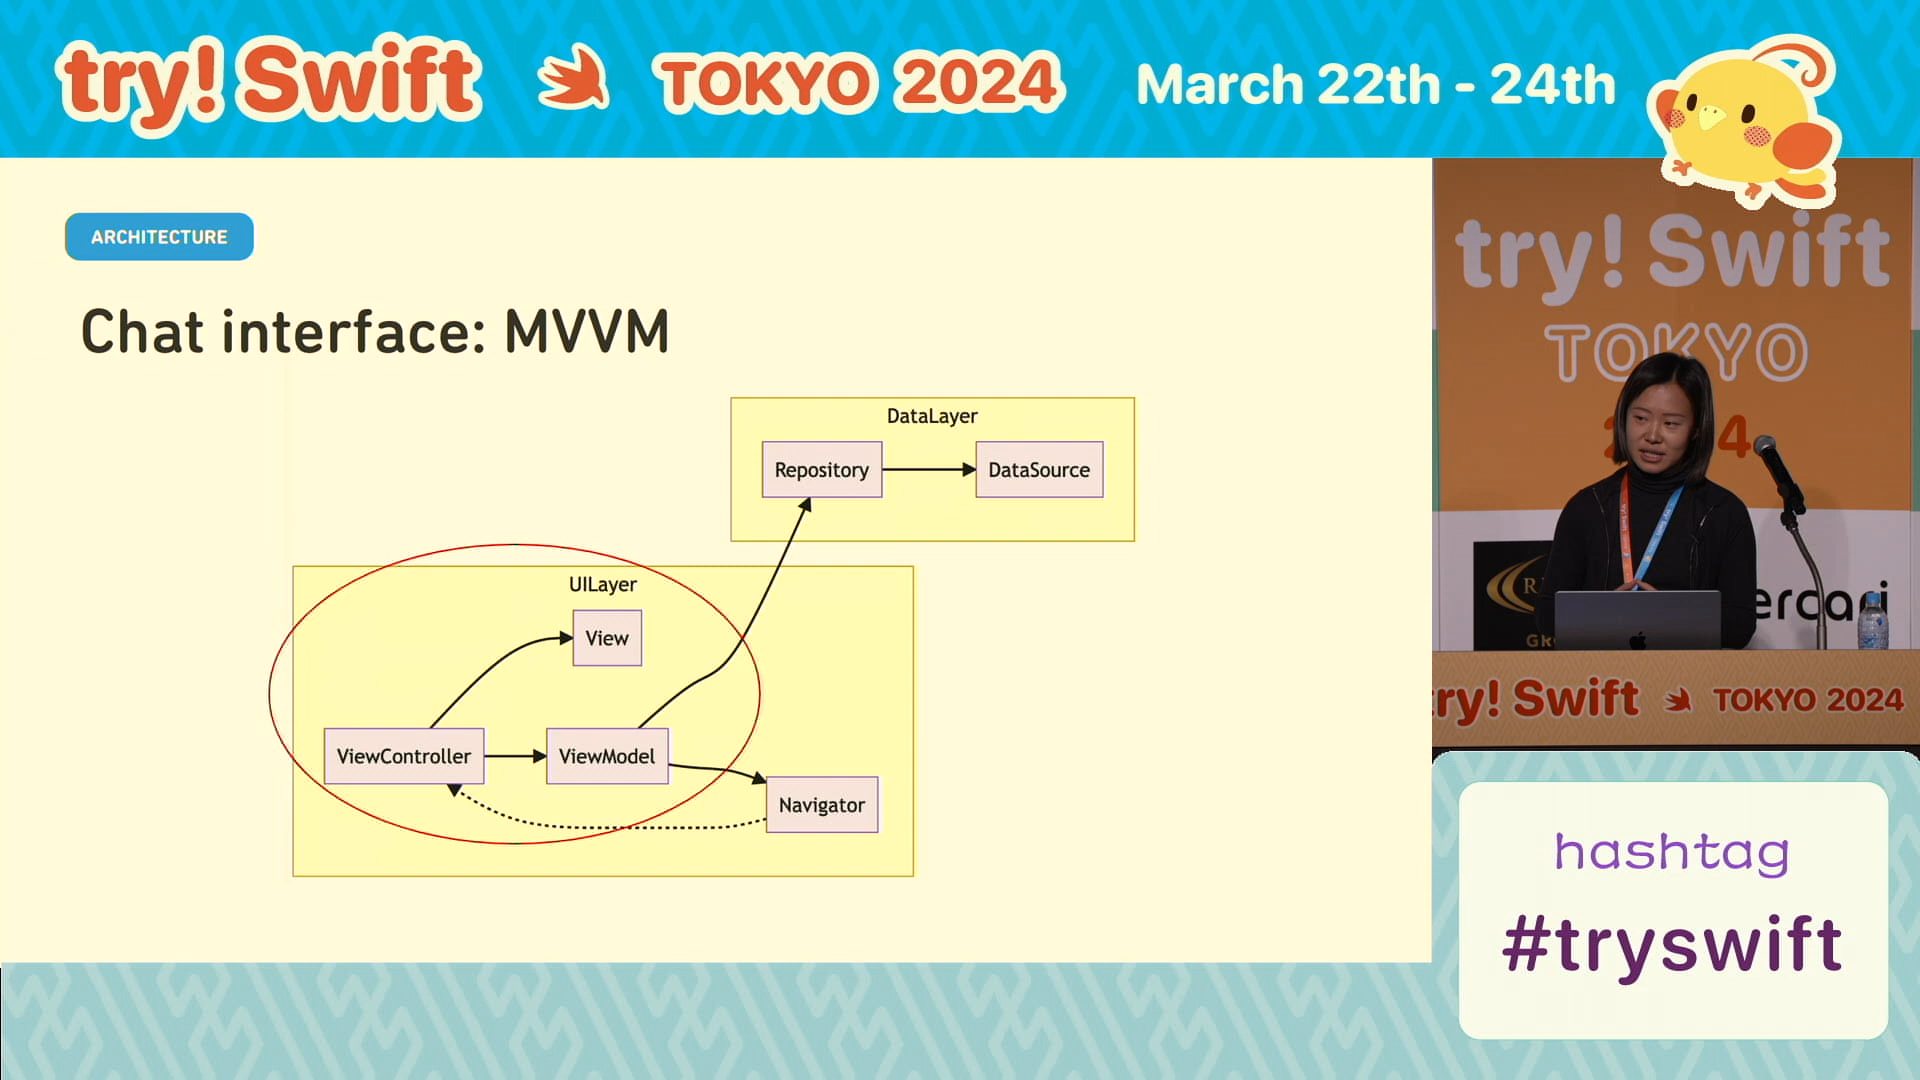 try! Swift TOKYO 2024 March 22th - 24th
ARCHITECTURE
Chat interface: MVVM
DataLayer
Repository
DataSource
UILayer
View
ViewController
ViewModel
Navigator
try! Swift
TOKYO
try! Swift TOKYO 2024
hashtag
#tryswift